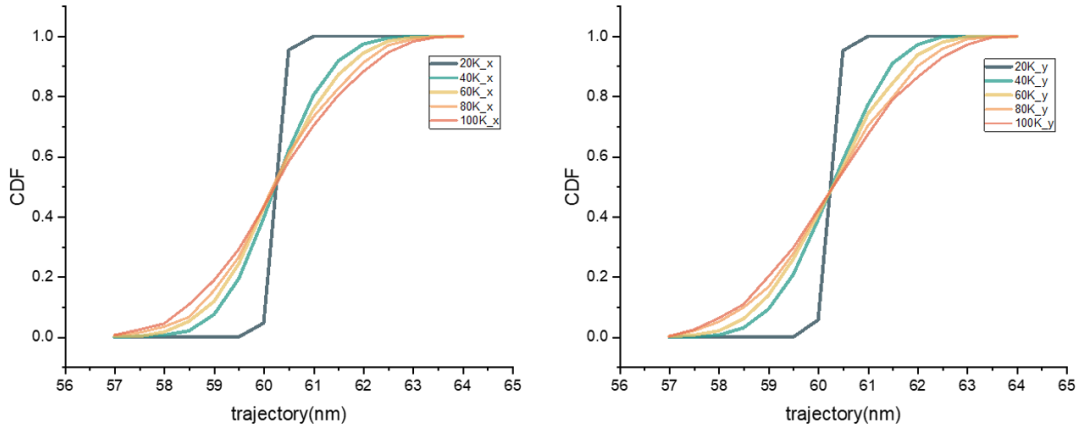 CDF
1.0
0.8
0.6
0.4
0.2
0.0
56 57 58 59 60 61 62 63 64 65
trajectory(nm)
20K_x
40K_x
60K_x
80K_x
100K_x
CDF
1.0
0.8
0.6
0.4
0.2
0.0
56 57 58 59 60 61 62 63 64 65
trajectory(nm)
20K_y
40K_y
60K_y
80K_y
100K_y